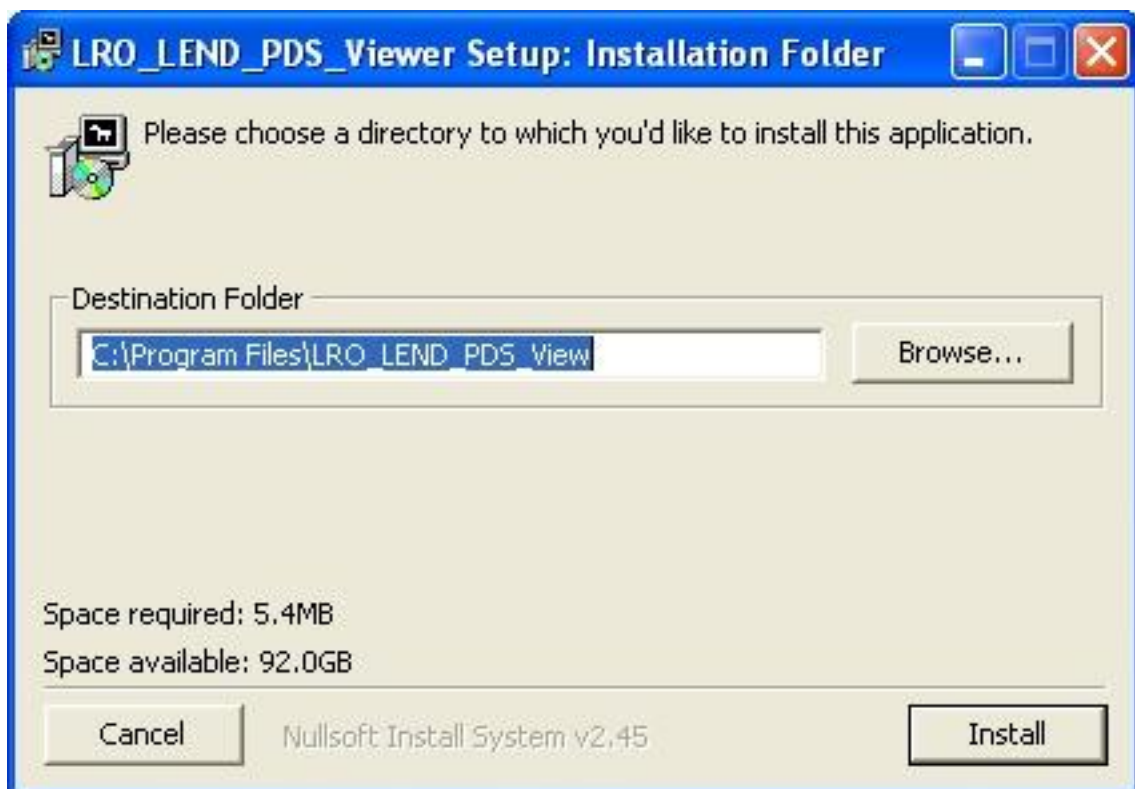 LRO_LEND_PDS_Viewer Setup: Installation Folder
Please choose a directory to which you'd like to install this application.
Destination Folder
C:\Program Files\LRO_LEND_PDS_View
Browse...
Space required: 5.4MB
Space available: 92.0GB
Cancel
Nullsoft Install System v2.45
Install